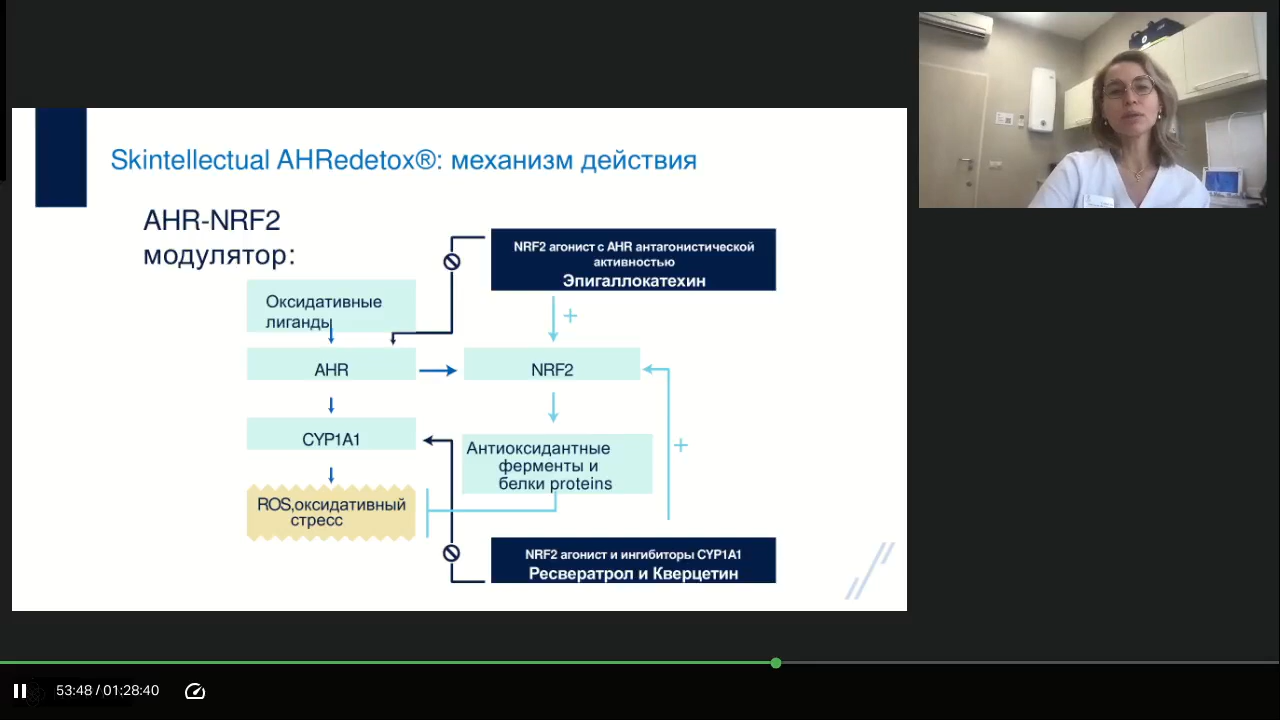 Skintellectual AHRedetox®: механизм действия
AHR-NRF2
модулятор:
NRF2 агонист с AHR антагонистической
активностью
Эпигаллокатехин
Оксидативные
лиганды
+
AHR
NRF2
CYP1A1
Антиоксидантные
ферменты и
белки proteins
+
ROS,оксидативный
стресс
NRF2 агонист и ингибиторы CYP1A1
Ресвератрол и Кверцетин
53:48 / 01:28:40